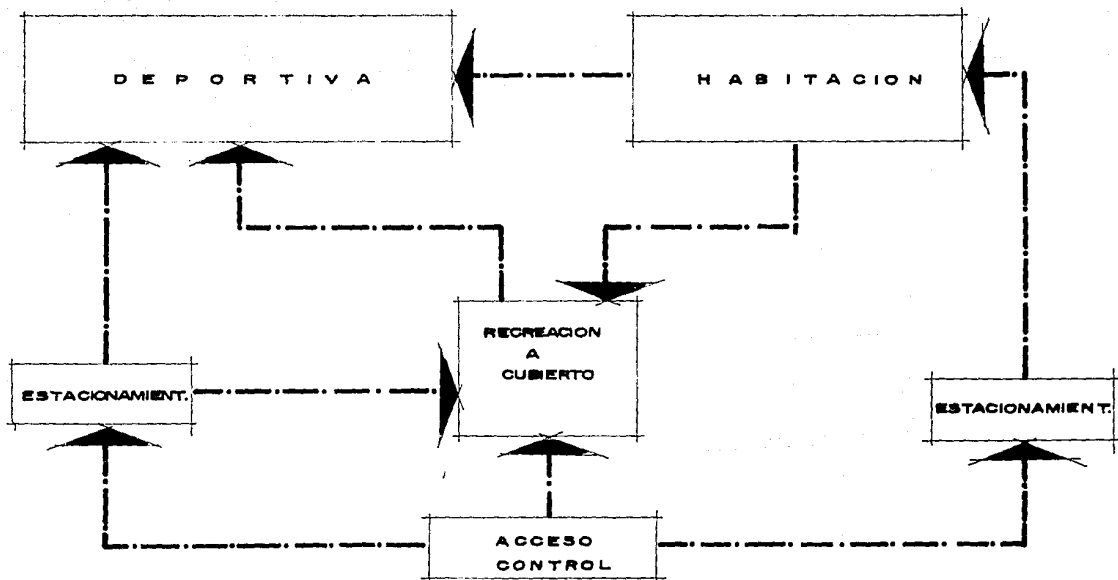 DEPORTIVA
HABITACION
RECREACION
A
CUBIERTO
ESTACIONAMIENT.
ESTACIONAMIENT.
ACCESO
CONTROL